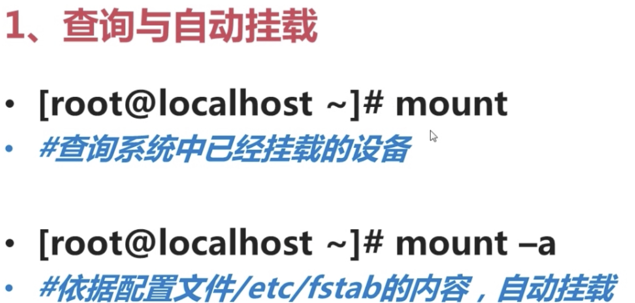 1、查询与自动挂载
• [root@localhost ~]# mount
• #查询系统中已经挂载的设备
• [root@localhost ~]# mount –a
• #依据配置文件/etc/fstab的内容，自动挂载